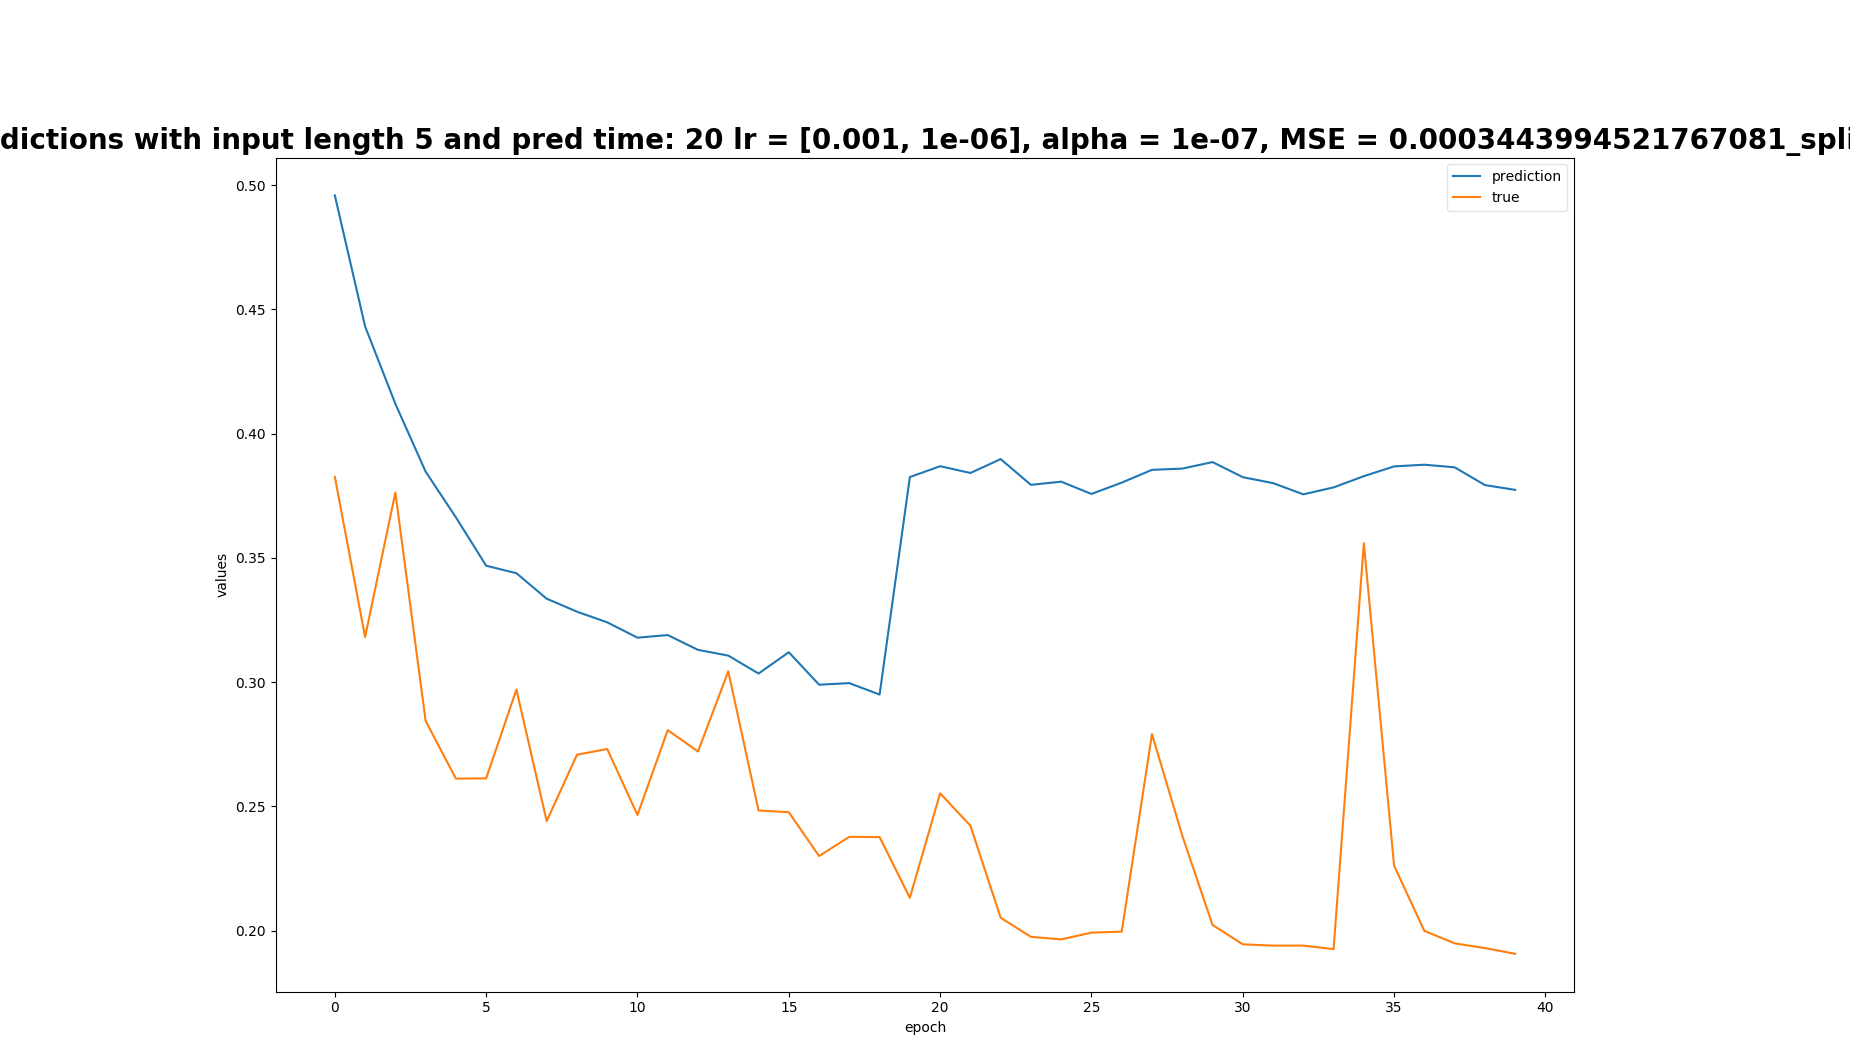 dictions with input length 5 and pred time: 20 lr = [0.001, 1e-06], alpha = 1e-07, MSE = 0.0003443994521767081_spli
prediction
true
0.50
0.45
0.40
0.35
0.30
0.25
0.20
values
0 5 10 15 20 25 30 35 40
epoch